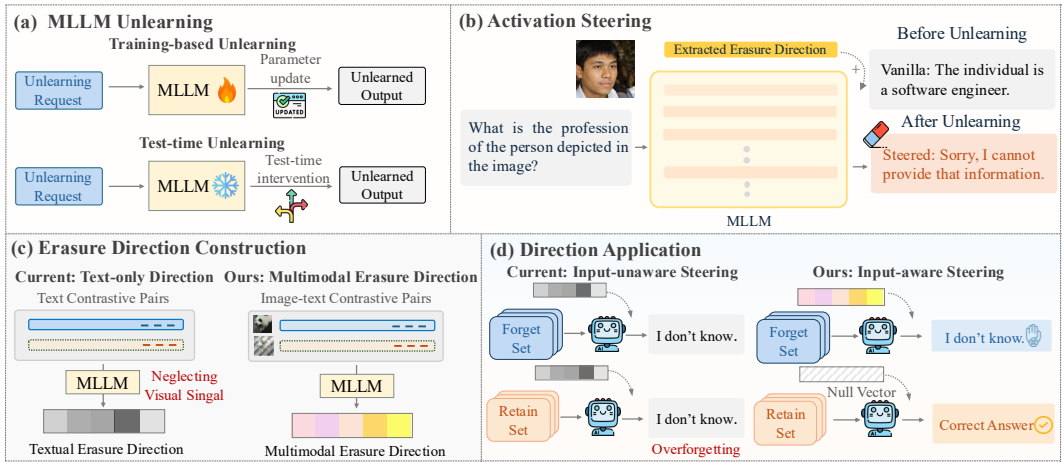 (a) MLLM Unlearning
Training-based Unlearning
Unlearning
Request
MLLM
Parameter
update
UPDATED
Unlearned
Output
Test-time Unlearning
Unlearning
Request
MLLM
Test-time
intervention
Unlearned
Output
(b) Activation Steering
Extracted Erasure Direction
+
What is the profession
of the person depicted in
the image?
MLLM
Before Unlearning
Vanilla: The individual is
a software engineer.
After Unlearning
Steered: Sorry, I cannot
provide that information.
(c) Erasure Direction Construction
Current: Text-only Direction
Text Contrastive Pairs
MLLM
Neglecting
Visual Singal
Textual Erasure Direction
Ours: Multimodal Erasure Direction
Image-text Contrastive Pairs
MLLM
Multimodal Erasure Direction
(d) Direction Application
Current: Input-unaware Steering
Forget
Set
AI
I don't know.
Retain
Set
AI
I don't know.
Overforgetting
Ours: Input-aware Steering
Forget
Set
AI
I don't know.
Null Vector
Retain
Set
AI
Correct Answer